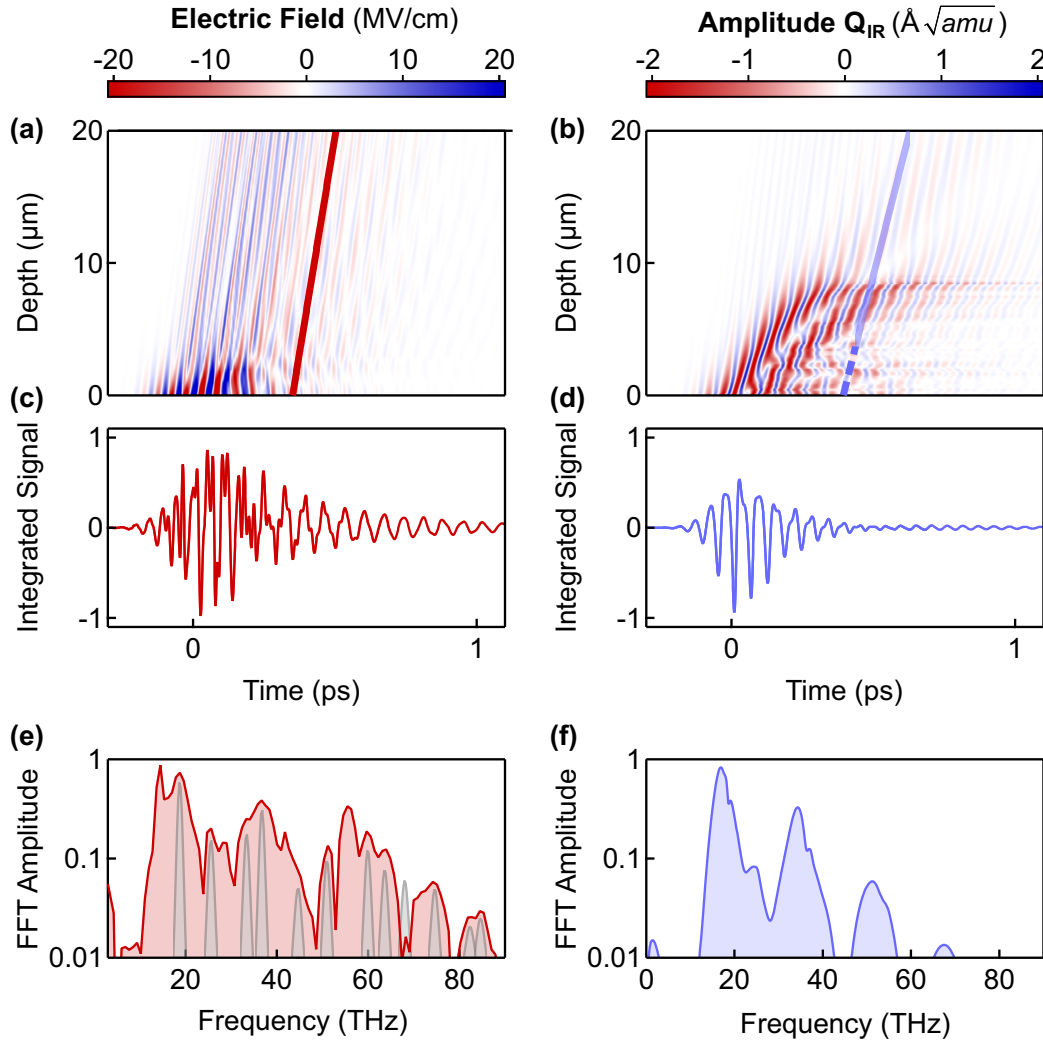 Electric Field (MV/cm)
-20 -10 0 10 20
Amplitude Q_IR (Å √amu)
-2 -1 0 1 2
(a)
20
10
0
Depth (µm)
(b)
20
10
0
Depth (µm)
(c)
1
0
-1
Integrated Signal
0 1
Time (ps)
(d)
1
0
-1
Integrated Signal
0 1
Time (ps)
(e)
1
0.1
0.01
FFT Amplitude
20 40 60 80
Frequency (THz)
(f)
1
0.1
0.01
FFT Amplitude
0 20 40 60 80
Frequency (THz)